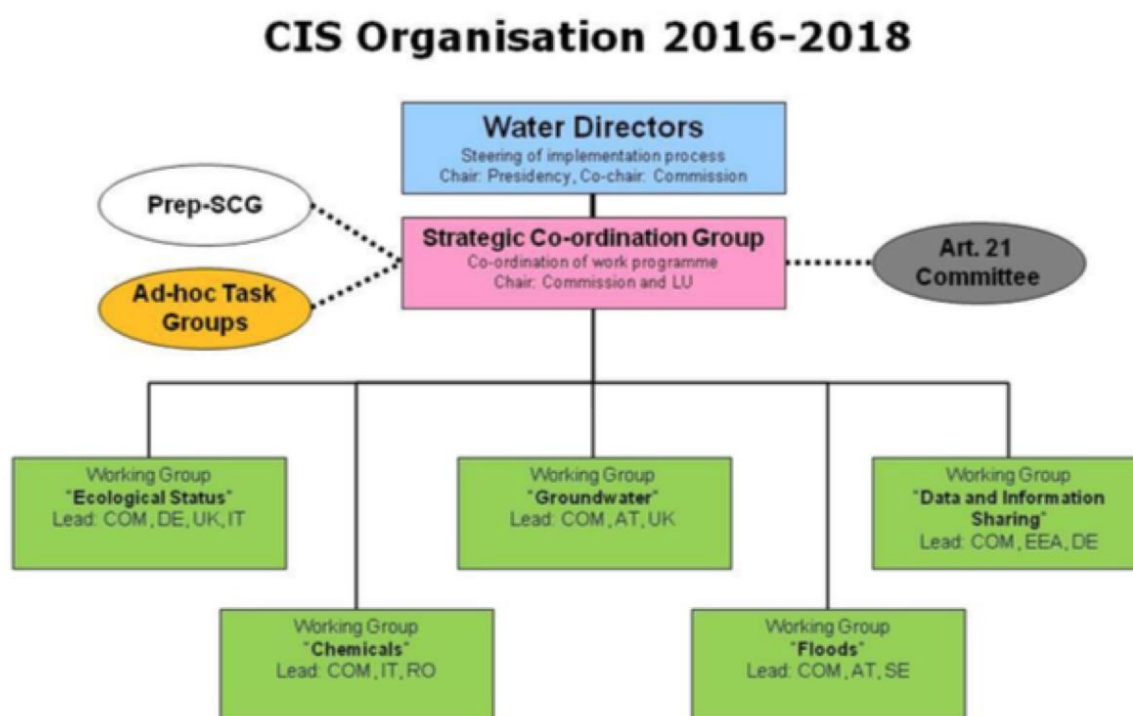 CIS Organisation 2016-2018
Water Directors
Steering of implementation process
Chair: Presidency, Co-chair: Commission
Prep-SCG
Strategic Co-ordination Group
Co-ordination of work programme
Chair: Commission and LU
Art. 21
Committee
Ad-hoc Task
Groups
Working Group
"Ecological Status"
Lead: COM, DE, UK, IT
Working Group
"Groundwater"
Lead: COM, AT, UK
Working Group
"Data and Information
Sharing"
Lead: COM, EEA, DE
Working Group
"Chemicals"
Lead: COM, IT, RO
Working Group
"Floods"
Lead: COM, AT, SE